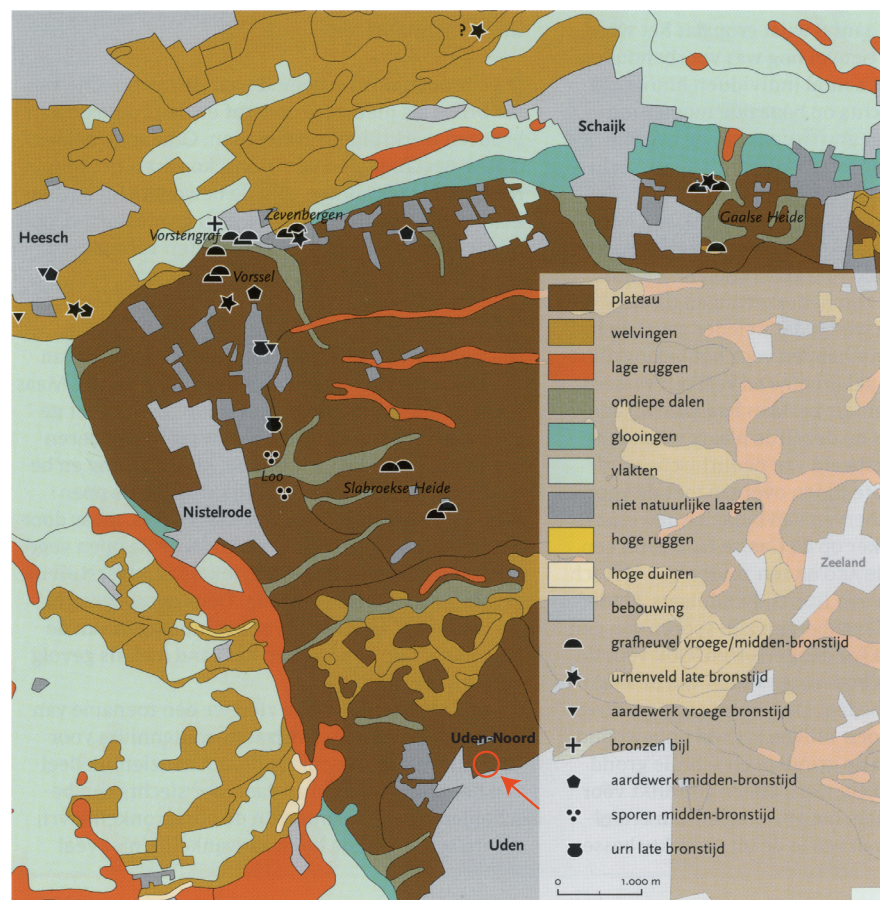 ?
Schaijk
Zevenbergen
Heesch
Vorstengraf
Gaalse Heide
Vorssel
plateau
welvingen
lage ruggen
ondiepe dalen
glooingen
vlakten
niet natuurlijke laagten
hoge ruggen
hoge duinen
bebouwing
grafheuvel vroege/midden-bronstijd
urnenveld late bronstijd
aardewerk vroege bronstijd
bronzen bijl
aardewerk midden-bronstijd
sporen midden-bronstijd
urn late bronstijd
0 1.000 m
Loo
Slabroekse Heide
Nistelrode
Zeeland
Uden-Noord
Uden